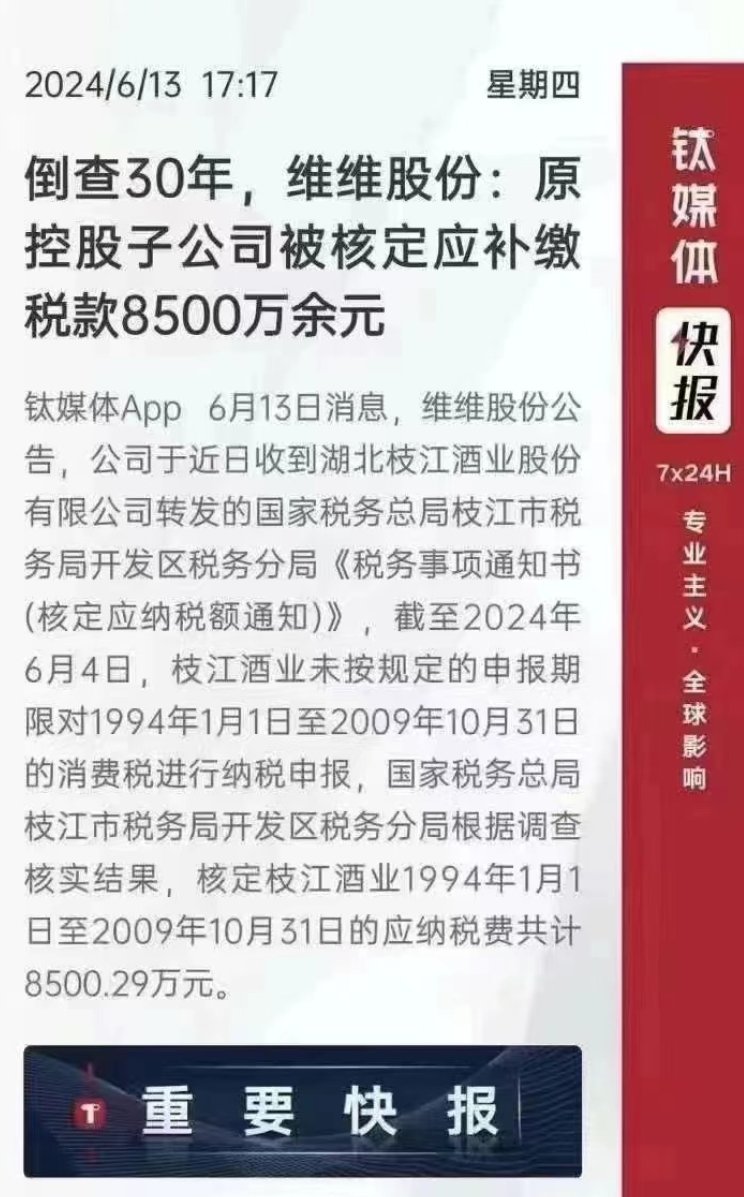 2024/6/13 17:17
星期四
倒查30年，维维股份：原
控股子公司被核定应补缴
税款8500万余元
钛媒体App 6月13日消息，维维股份公
告，公司于近日收到湖北枝江酒业股份
有限公司转发的国家税务总局枝江市税
务局开发区税务分局《税务事项通知书
(核定应纳税额通知)》，截至2024年
6月4日，枝江酒业未按规定的申报期
限对1994年1月1日至2009年10月31日
的消费税进行纳税申报，国家税务总局
枝江市税务局开发区税务分局根据调查
核实结果，核定枝江酒业1994年1月1
日至2009年10月31日的应纳税费共计
8500.29万元。
重要快报
钛媒体
快报
7x24H
专业主义·全球影响